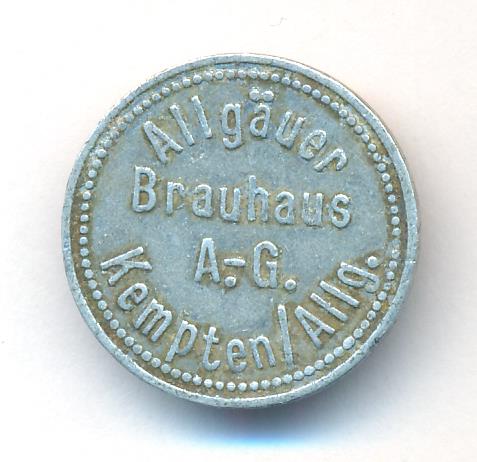 Allgäuer
Brauhaus
A.-G.
Kempten/Allg.